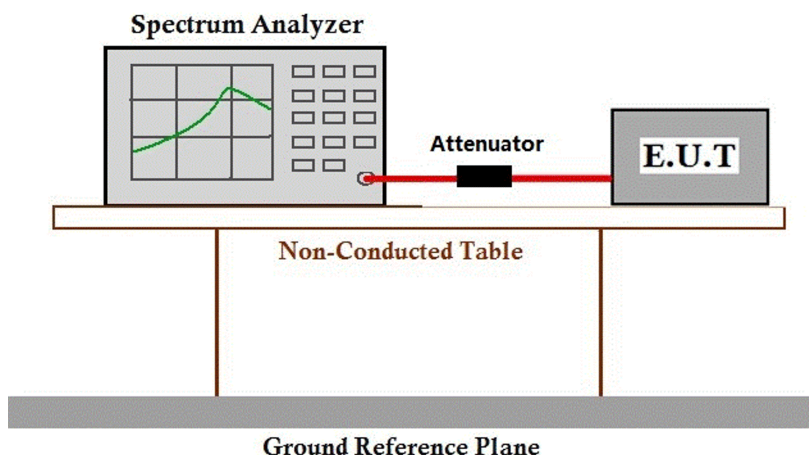 Spectrum Analyzer
Attenuator
E.U.T
Non-Conducted Table
Ground Reference Plane